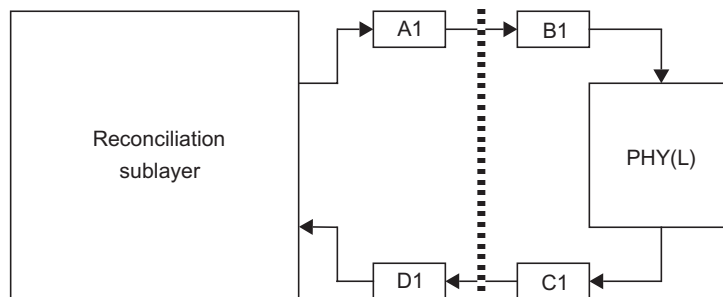 A1
B1
Reconciliation
sublayer
PHY(L)
D1
C1